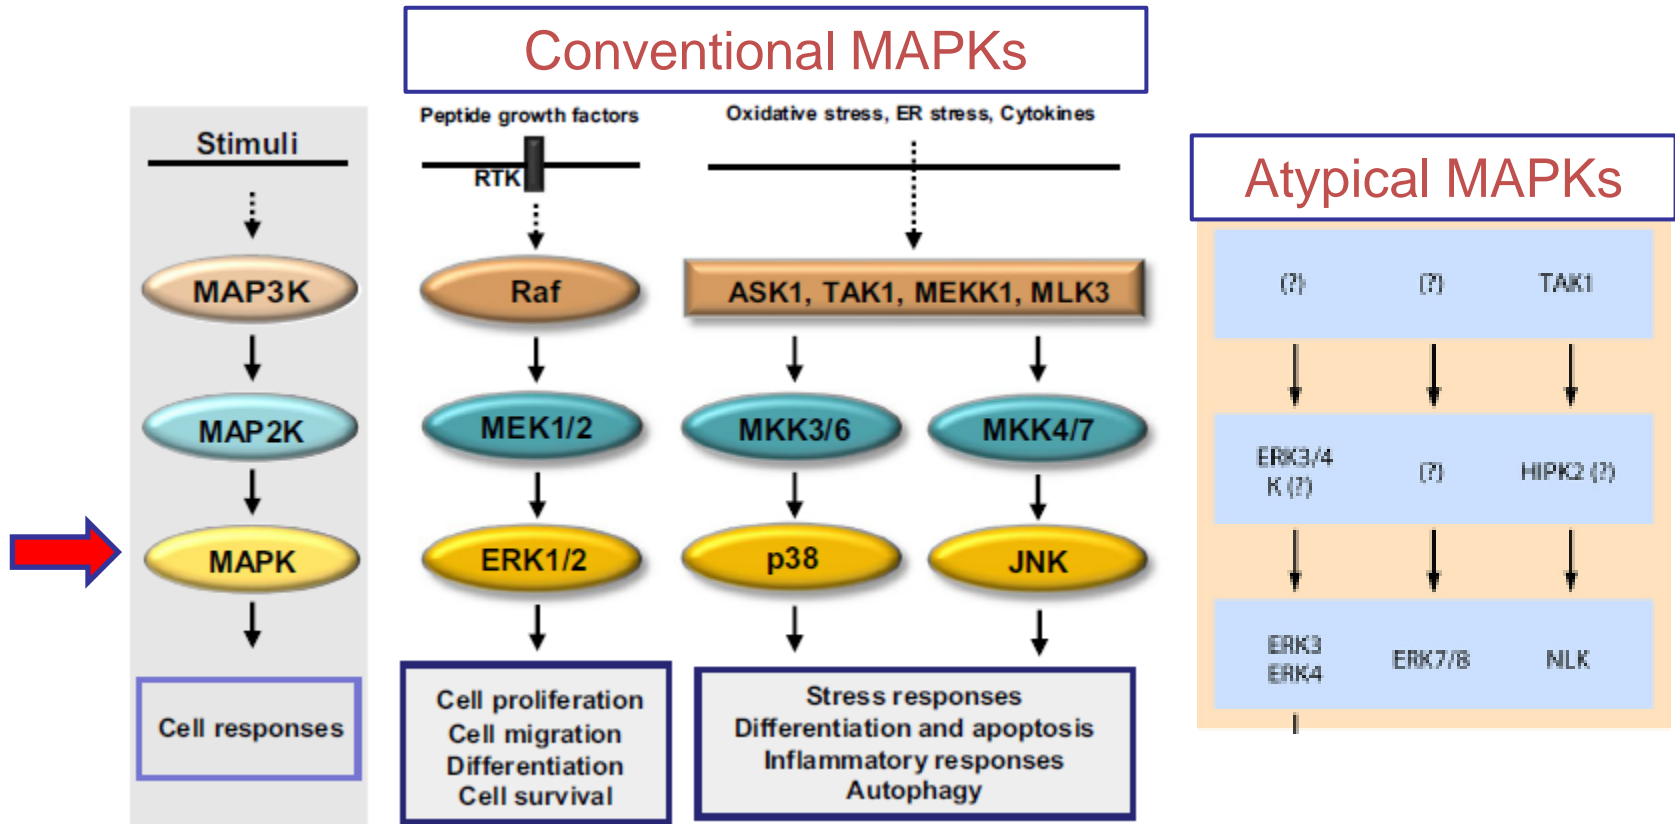 Conventional MAPKs
Stimuli
MAP3K
MAP2K
MAPK
Cell responses
Peptide growth factors
RTK
Raf
MEK1/2
ERK1/2
Cell proliferation
Cell migration
Differentiation
Cell survival
Oxidative stress, ER stress, Cytokines
ASK1, TAK1, MEKK1, MLK3
MKK3/6
MKK4/7
p38
JNK
Stress responses
Differentiation and apoptosis
Inflammatory responses
Autophagy
Atypical MAPKs
(?)
(?)
TAK1
ERK3/4
K (?)
(?)
HIPK2 (?)
ERK3
ERK4
ERK7/8
NLK